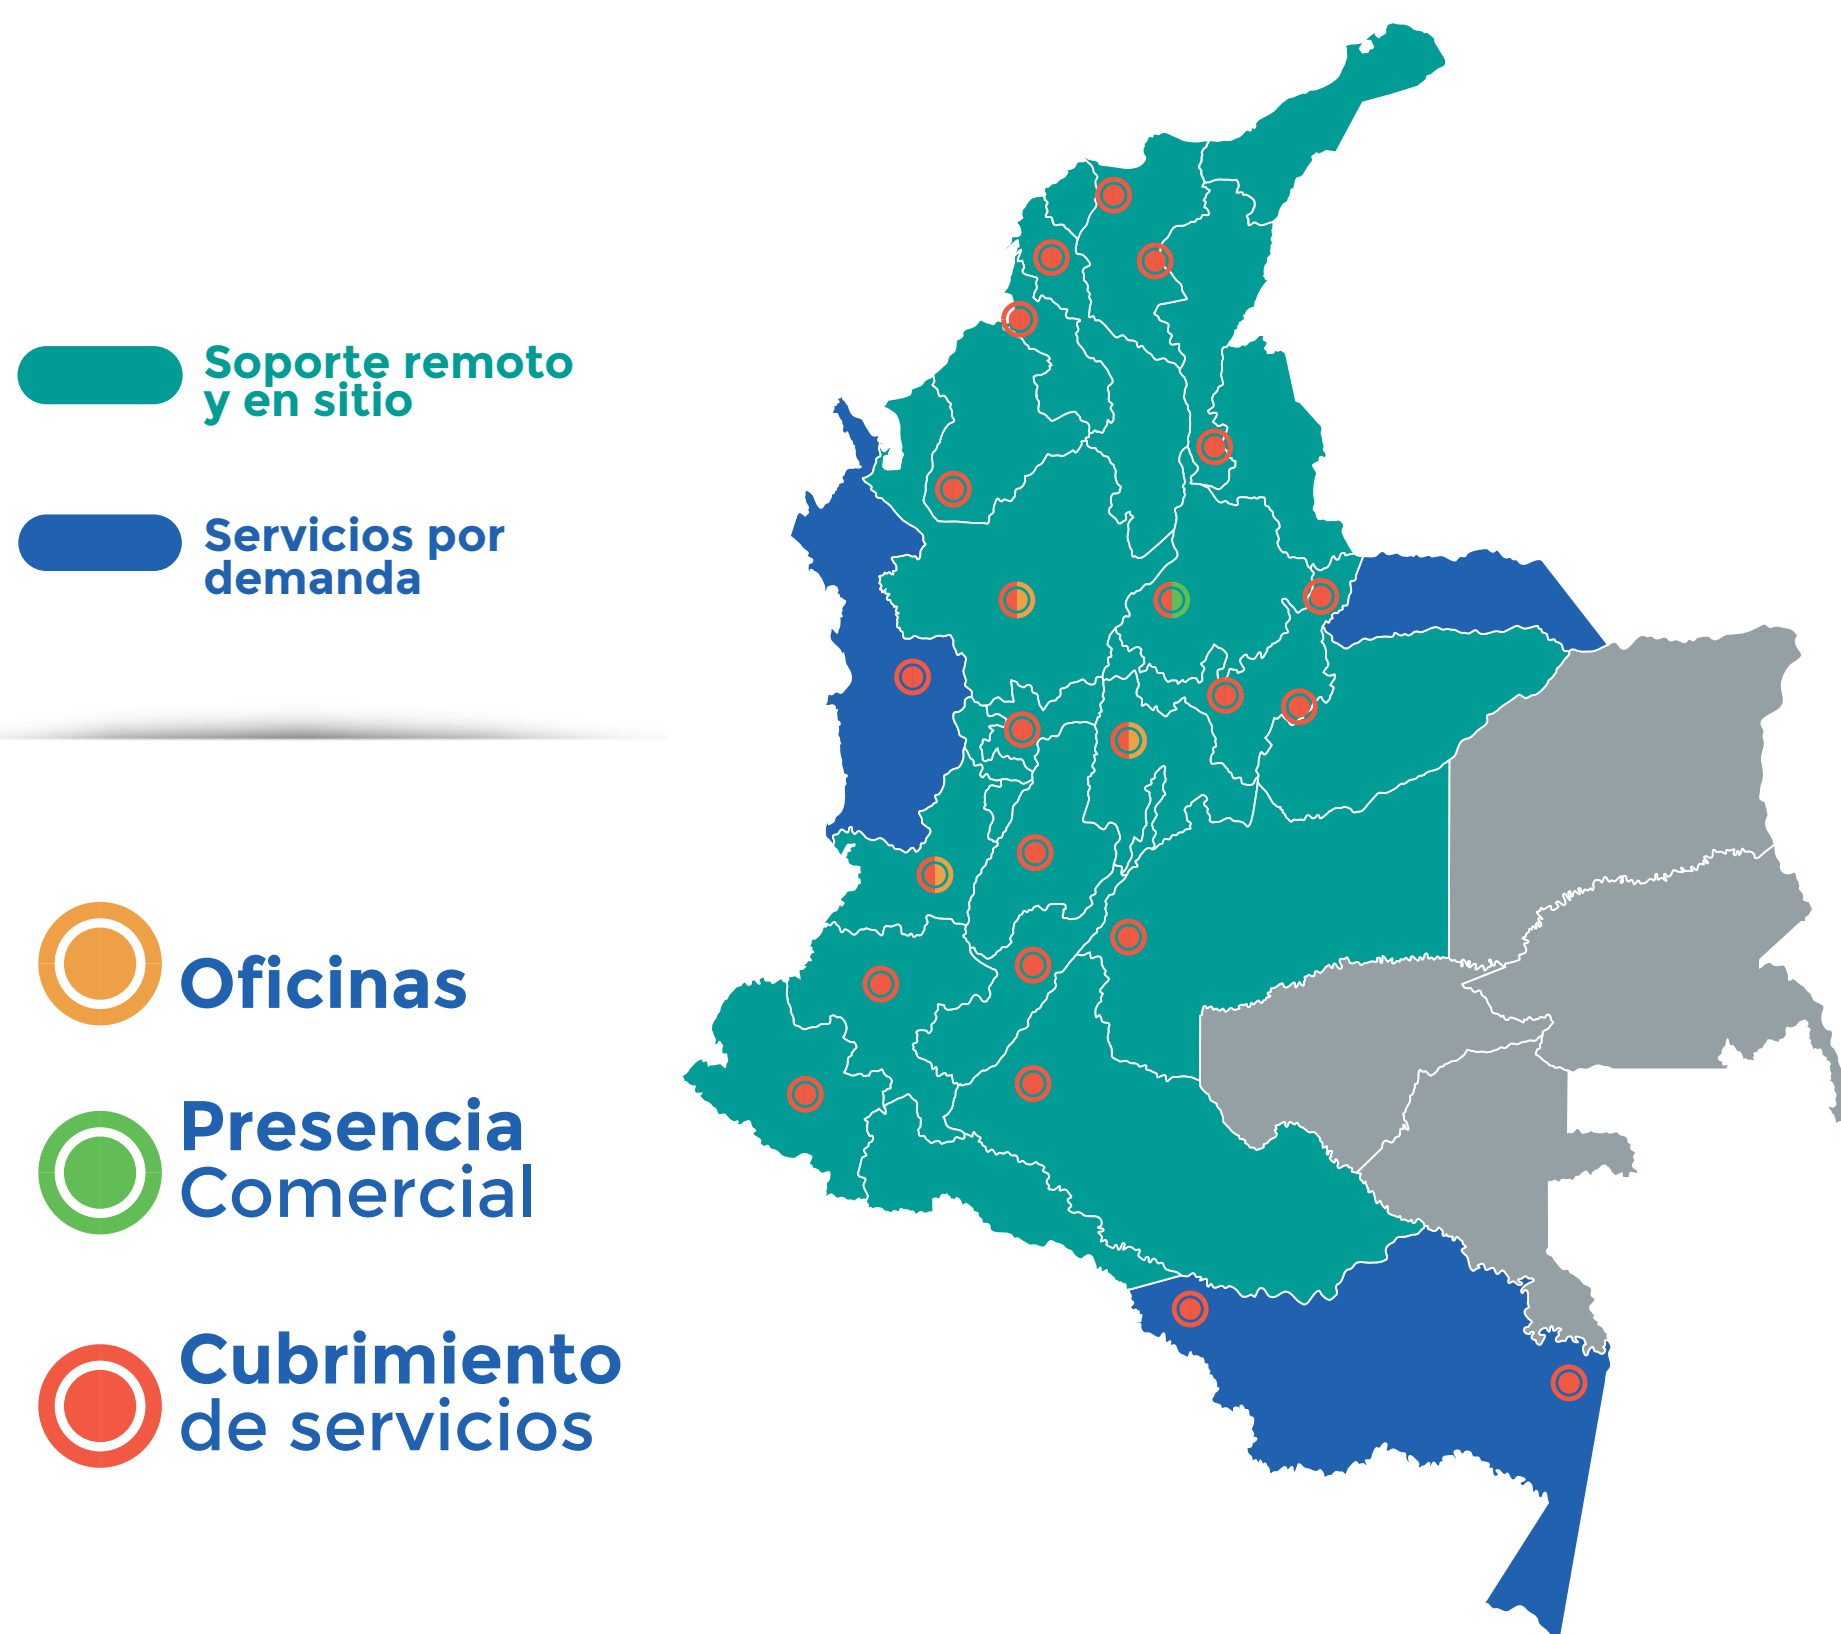 Soporte remoto
y en sitio
Servicios por
demanda
Oficinas
Presencia
Comercial
Cubrimiento
de servicios